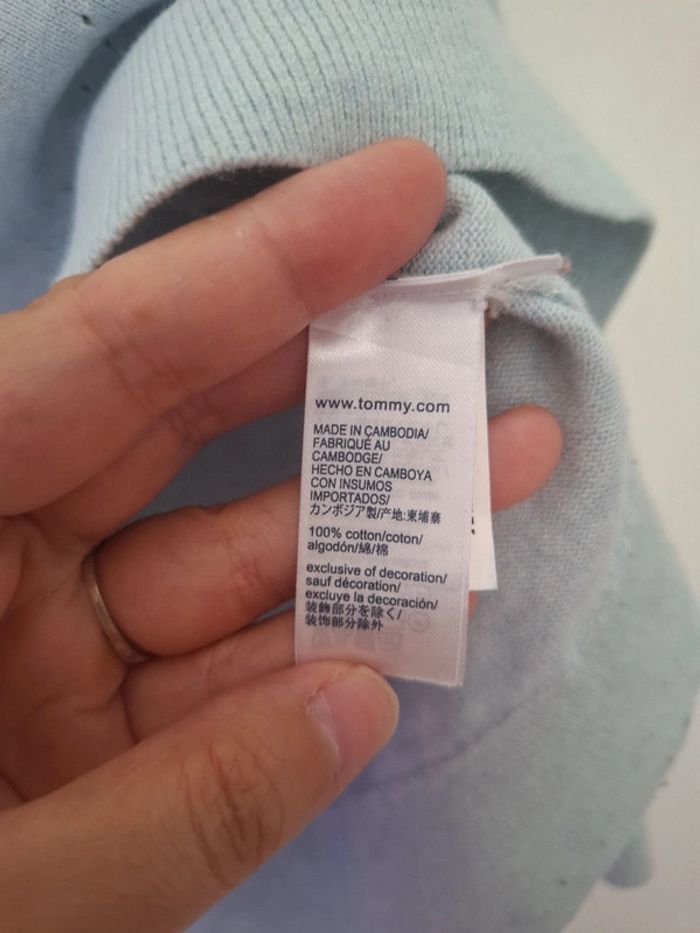 www.tommy.com
MADE IN CAMBODIA/
FABRIQUÉ AU
CAMBODGE/
HECHO EN CAMBOYA
CON INSUMOS
IMPORTADOS/
カンボジア製/产地:柬埔寨
100% cotton/coton/
algodón/綿/棉
exclusive of decoration/
sauf décoration/
excluye la decoración/
装飾部分を除く/
装饰部分除外